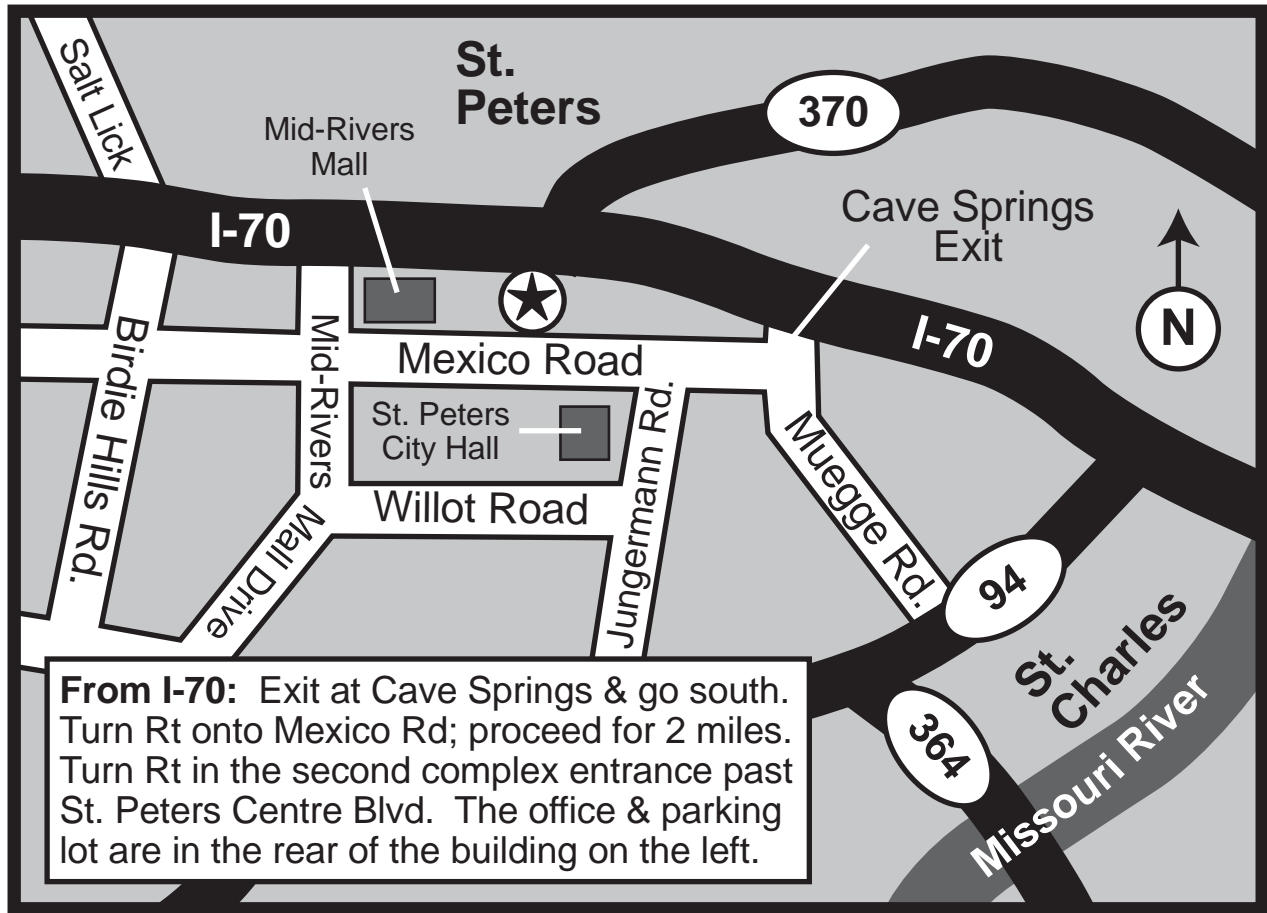 Salt Lick
St.
Peters
370
Mid-Rivers
Mall
Cave Springs
Exit
I-70
N
I-70
Birdie Hills Rd.
Mid-Rivers
Mall Drive
Mexico Road
St. Peters
City Hall
Jungermann Rd.
Willot Road
Muegge Rd.
94
St.
Charles
Missouri River
364
From I-70: Exit at Cave Springs & go south.
Turn Rt onto Mexico Rd; proceed for 2 miles.
Turn Rt in the second complex entrance past
St. Peters Centre Blvd. The office & parking
lot are in the rear of the building on the left.